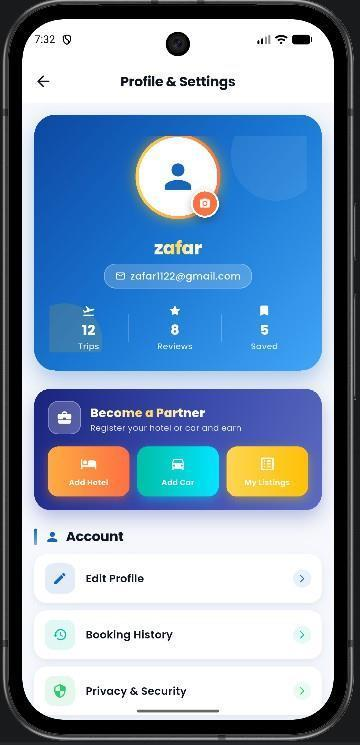 7:32
Profile & Settings
zafar
zafar1122@gmail.com
12 8 5
Trips Reviews Saved
Become a Partner
Register your hotel or car and earn
Add Hotel Add Car My Listings
Account
Edit Profile
Booking History
Privacy & Security